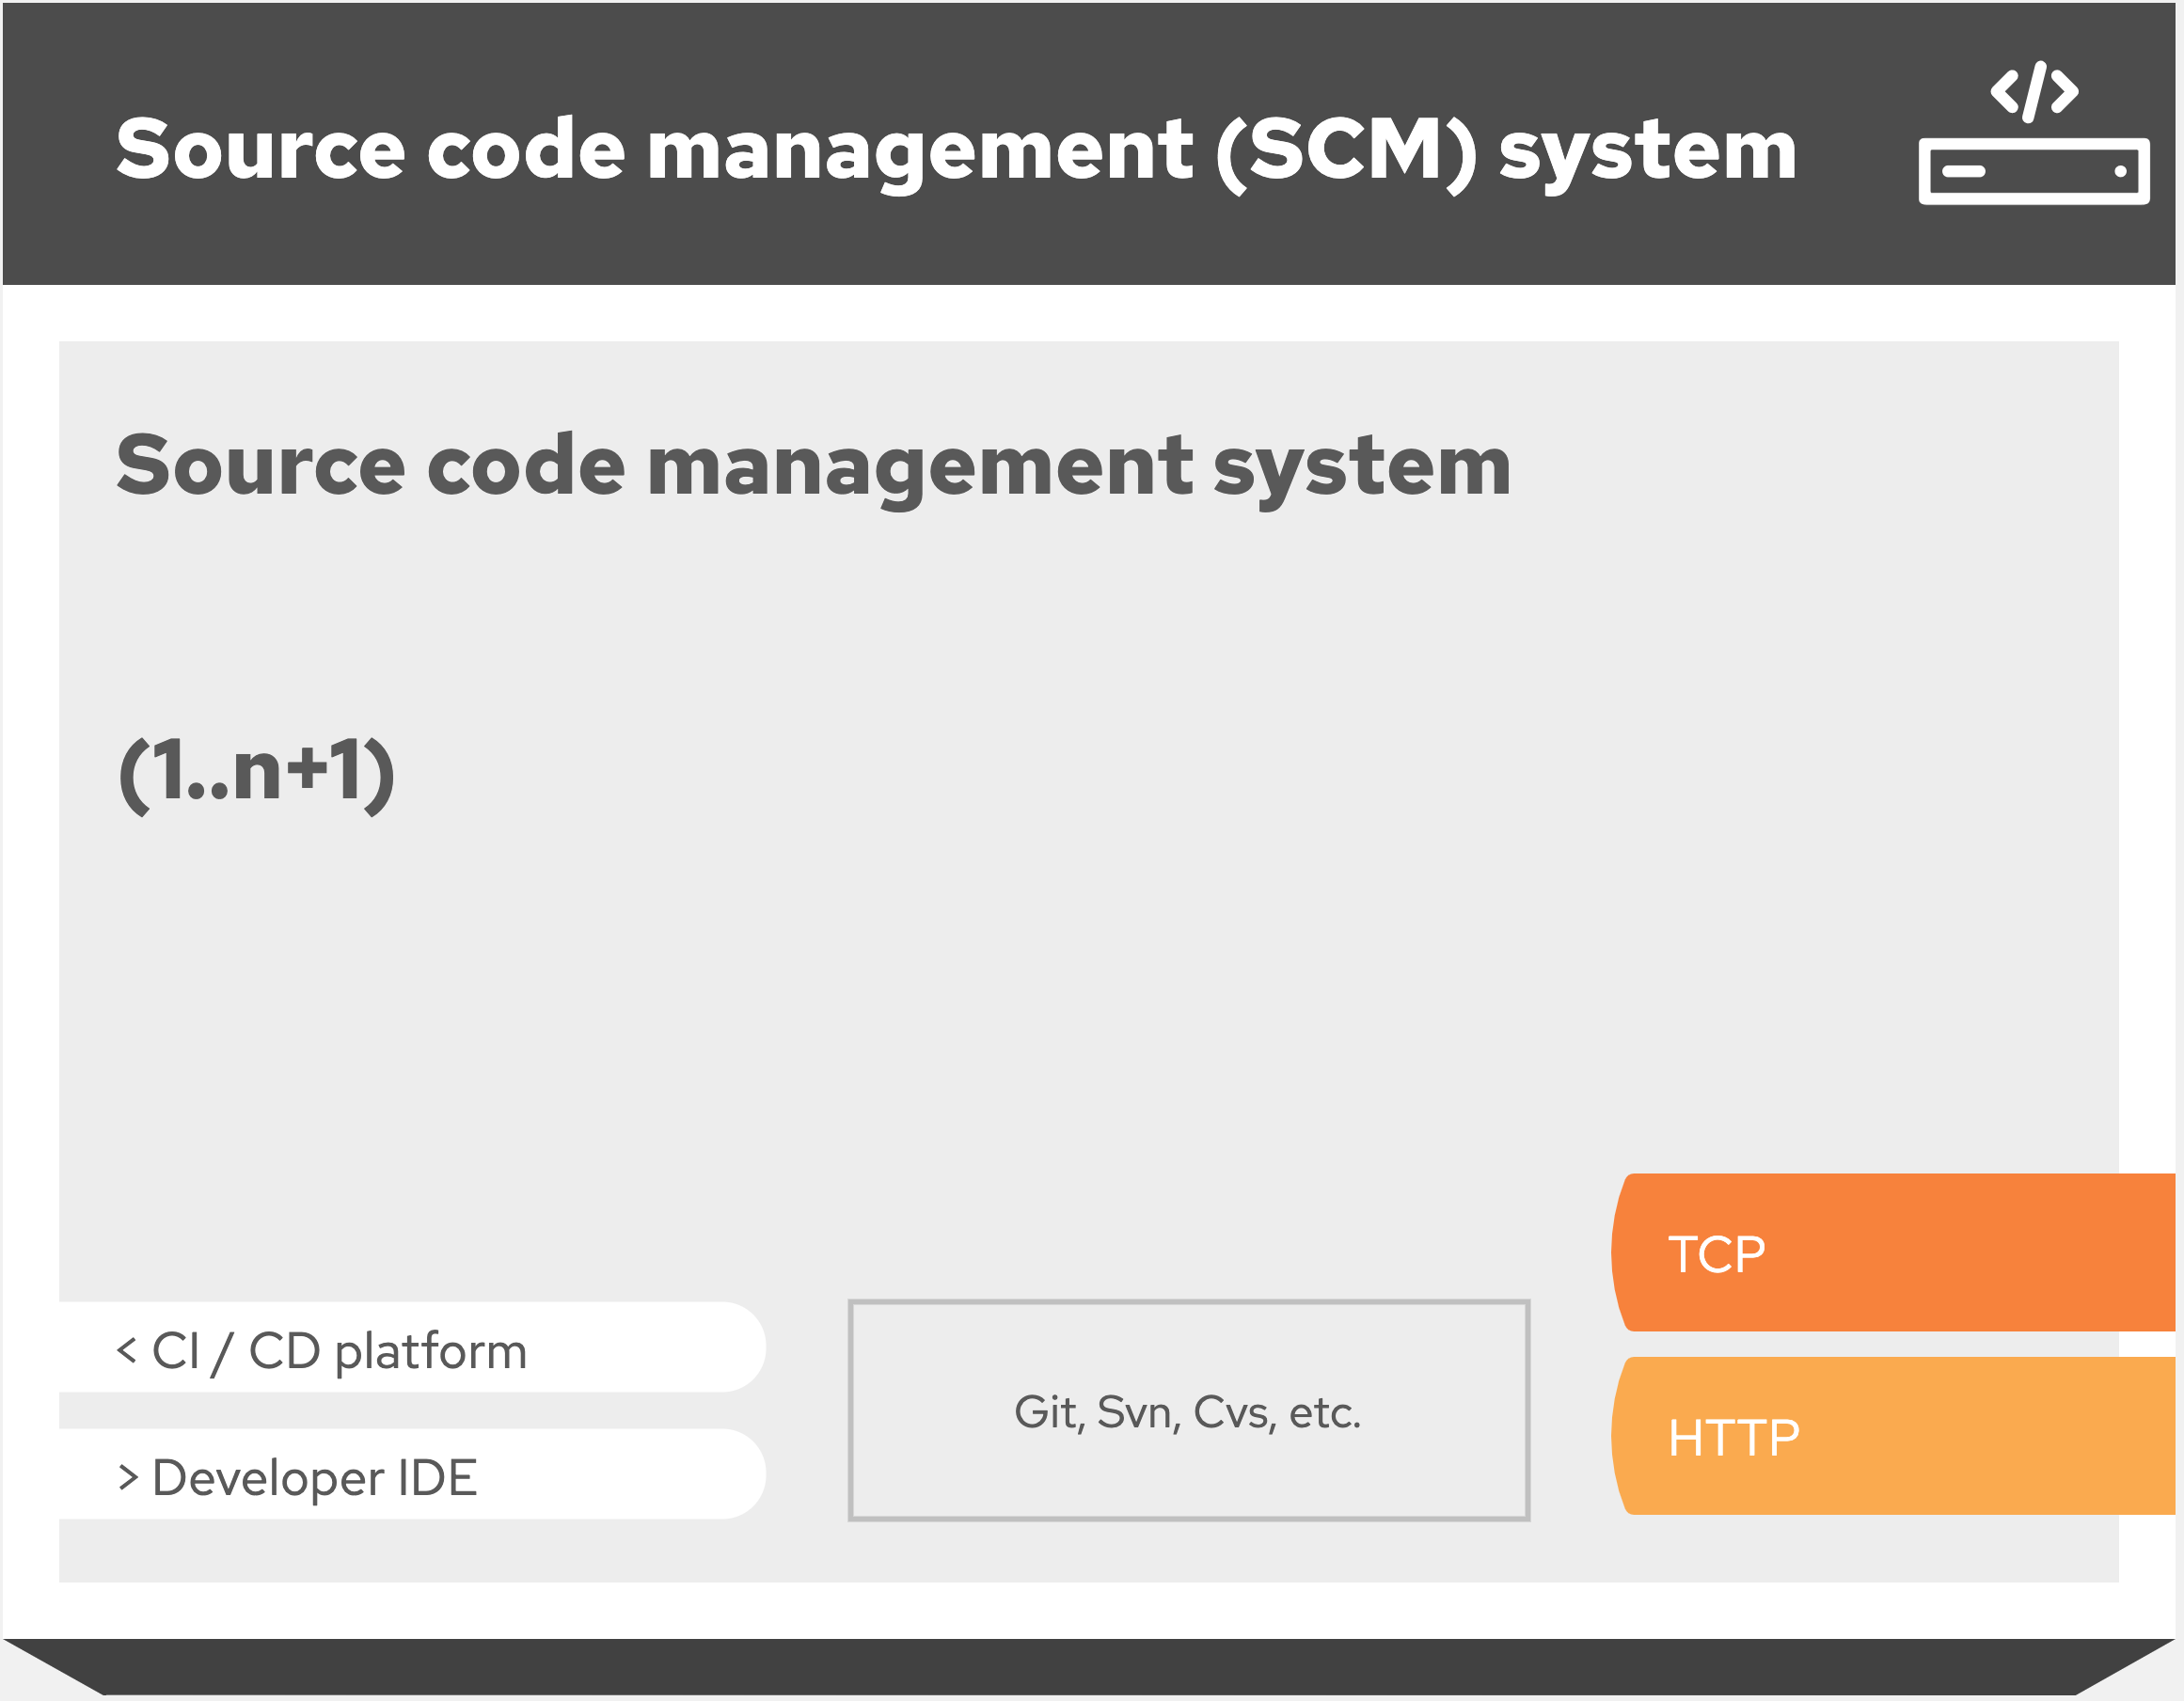 Source code management (SCM) system
</>
Source code management system
(1..n+1)
TCP
< CI / CD platform
Git, Svn, Cvs, etc.
HTTP
> Developer IDE